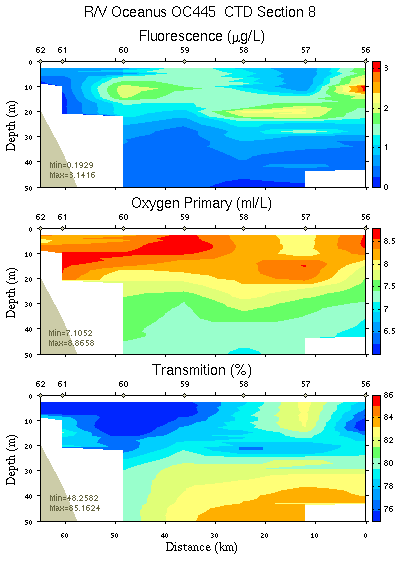 R/V Oceanus OC445 CTD Section 8
Fluorescence (µg/L)
62 61 60 59 58 57 56
Depth (m)
0
10
20
30
40
50
Min=0.1929
Max=3.1416
3
2
1
0
Oxygen Primary (ml/L)
62 61 60 59 58 57 56
Depth (m)
0
10
20
30
40
50
Min=7.1052
Max=8.8658
8.5
8
7.5
7
6.5
Transmition (%)
62 61 60 59 58 57 56
Depth (m)
0
10
20
30
40
50
Min=48.2582
Max=85.1624
86
84
82
80
78
76
60 50 40 30 20 10 0
Distance (km)